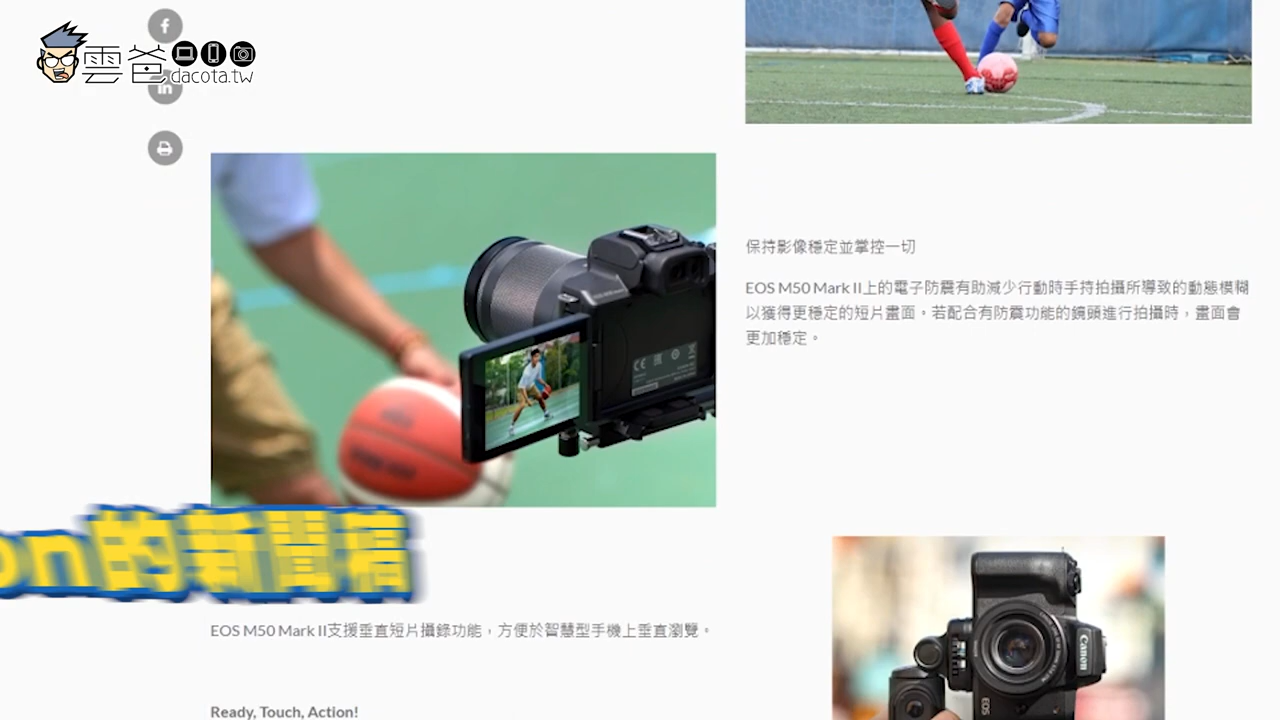 雲爸
dacota.tw
保持影像穩定並掌控一切
EOS M50 Mark II上的電子防震有助減少行動時手持拍攝所導致的動態模糊
以獲得更穩定的短片畫面。若配合有防震功能的鏡頭進行拍攝時，畫面會
更加穩定。
on的新聞稿
EOS M50 Mark II支援垂直短片攝錄功能，方便於智慧型手機上垂直瀏覽。
Canon
EOS
Ready, Touch, Action!